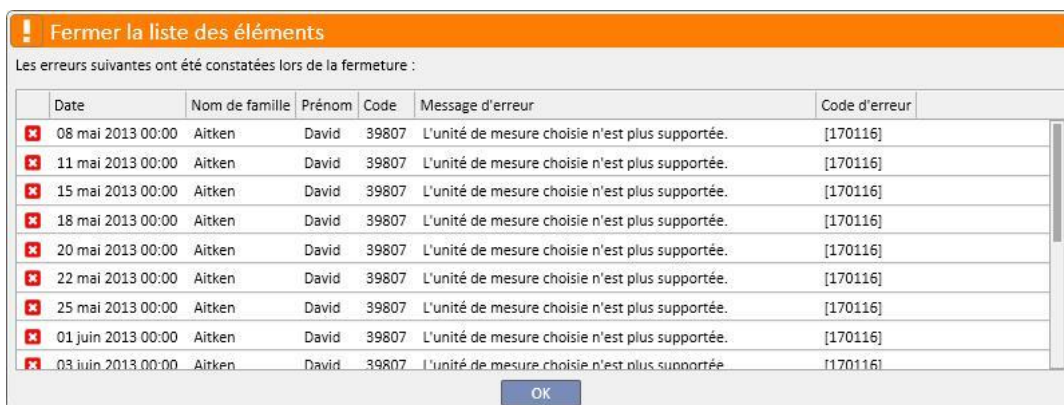 ! Fermer la liste des éléments
Les erreurs suivantes ont été constatées lors de la fermeture :
Date Nom de famille Prénom Code Message d'erreur Code d'erreur
08 mai 2013 00:00 Aitken David 39807 L'unité de mesure choisie n'est plus supportée. [170116]
11 mai 2013 00:00 Aitken David 39807 L'unité de mesure choisie n'est plus supportée. [170116]
15 mai 2013 00:00 Aitken David 39807 L'unité de mesure choisie n'est plus supportée. [170116]
18 mai 2013 00:00 Aitken David 39807 L'unité de mesure choisie n'est plus supportée. [170116]
20 mai 2013 00:00 Aitken David 39807 L'unité de mesure choisie n'est plus supportée. [170116]
22 mai 2013 00:00 Aitken David 39807 L'unité de mesure choisie n'est plus supportée. [170116]
25 mai 2013 00:00 Aitken David 39807 L'unité de mesure choisie n'est plus supportée. [170116]
01 juin 2013 00:00 Aitken David 39807 L'unité de mesure choisie n'est plus supportée. [170116]
03 juin 2013 00:00 Aitken David 39807 L'unité de mesure choisie n'est plus supportée. [170116]
OK